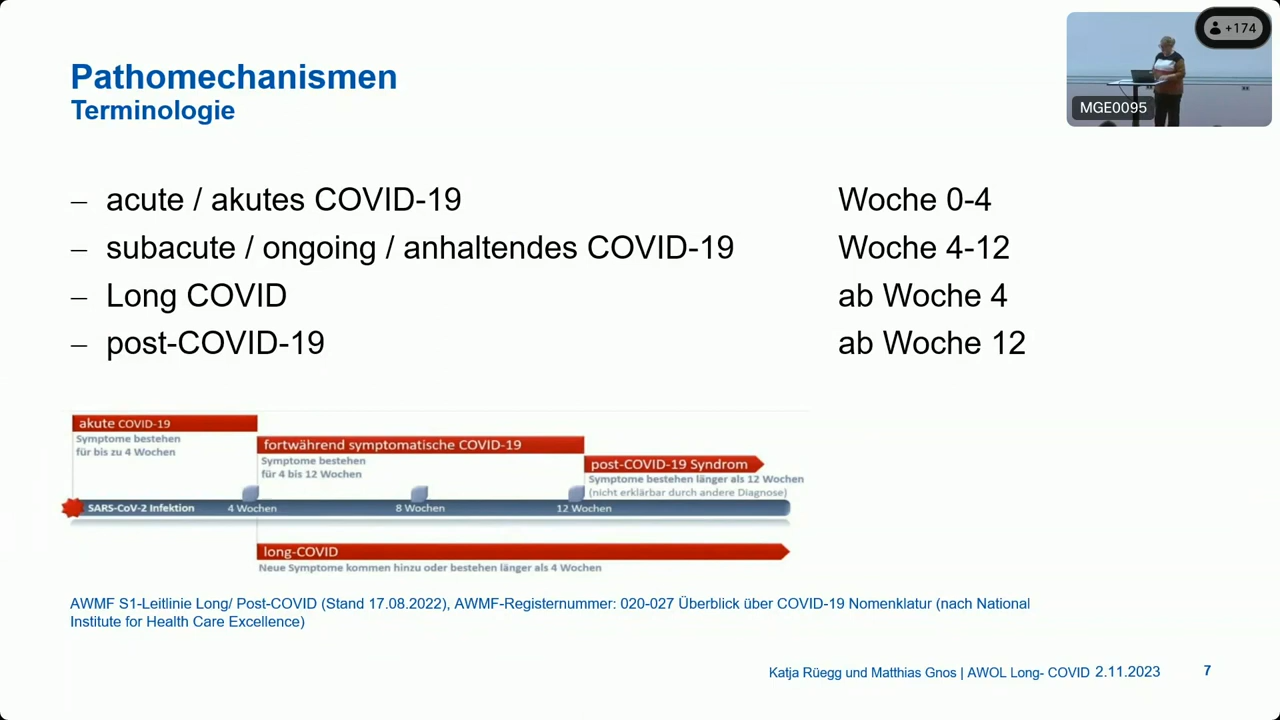 Pathomechanismen
Terminologie
+174
MGE0095
– acute / akutes COVID-19 Woche 0-4
– subacute / ongoing / anhaltendes COVID-19 Woche 4-12
– Long COVID ab Woche 4
– post-COVID-19 ab Woche 12
akute COVID-19
Symptome bestehen
für bis zu 4 Wochen
fortwährend symptomatische COVID-19
Symptome bestehen
für 4 bis 12 Wochen
post-COVID-19 Syndrom
Symptome bestehen länger als 12 Wochen
(nicht erklärbar durch andere Diagnose)
SARS-CoV-2 Infektion 4 Wochen 8 Wochen 12 Wochen
long-COVID
Neue Symptome kommen hinzu oder bestehen länger als 4 Wochen
AWMF S1-Leitlinie Long/ Post-COVID (Stand 17.08.2022), AWMF-Registernummer: 020-027 Überblick über COVID-19 Nomenklatur (nach National
Institute for Health Care Excellence)
Katja Rüegg und Matthias Gnos | AWOL Long- COVID 2.11.2023 7